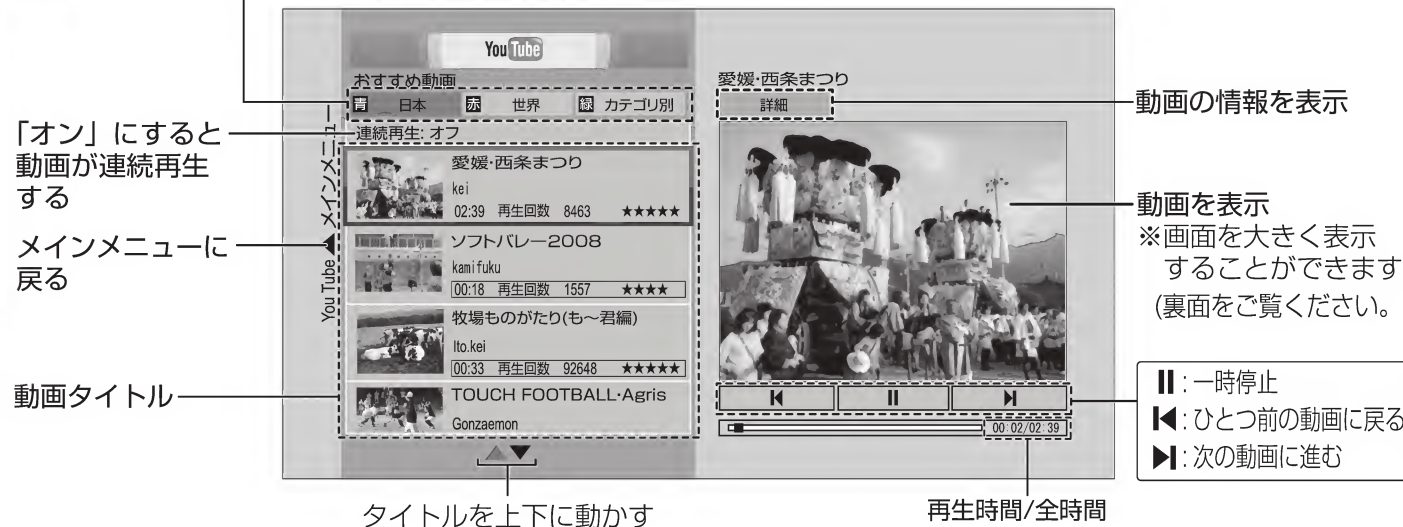 You Tube
おすすめ動画
青 日本 赤 世界 緑 カテゴリ別
連続再生: オフ
愛媛・西条まつり
kei
02:39 再生回数 8463 ★★★★★
ソフトバレー2008
kamifuku
00:18 再生回数 1557 ★★★★
牧場ものがたり(も〜君編)
Ito.kei
00:33 再生回数 92648 ★★★★★
TOUCH FOOTBALL・Agris
Gonzaemon
You Tube ◀ メインメニュー
「オン」にすると
動画が連続再生
する
メインメニューに
戻る
動画タイトル
タイトルを上下に動かす
愛媛・西条まつり
詳細
00:02/02:39
再生時間/全時間
動画の情報を表示
動画を表示
※画面を大きく表示
することができます
(裏面をご覧ください。
:一時停止
:ひとつ前の動画に戻る
:次の動画に進む